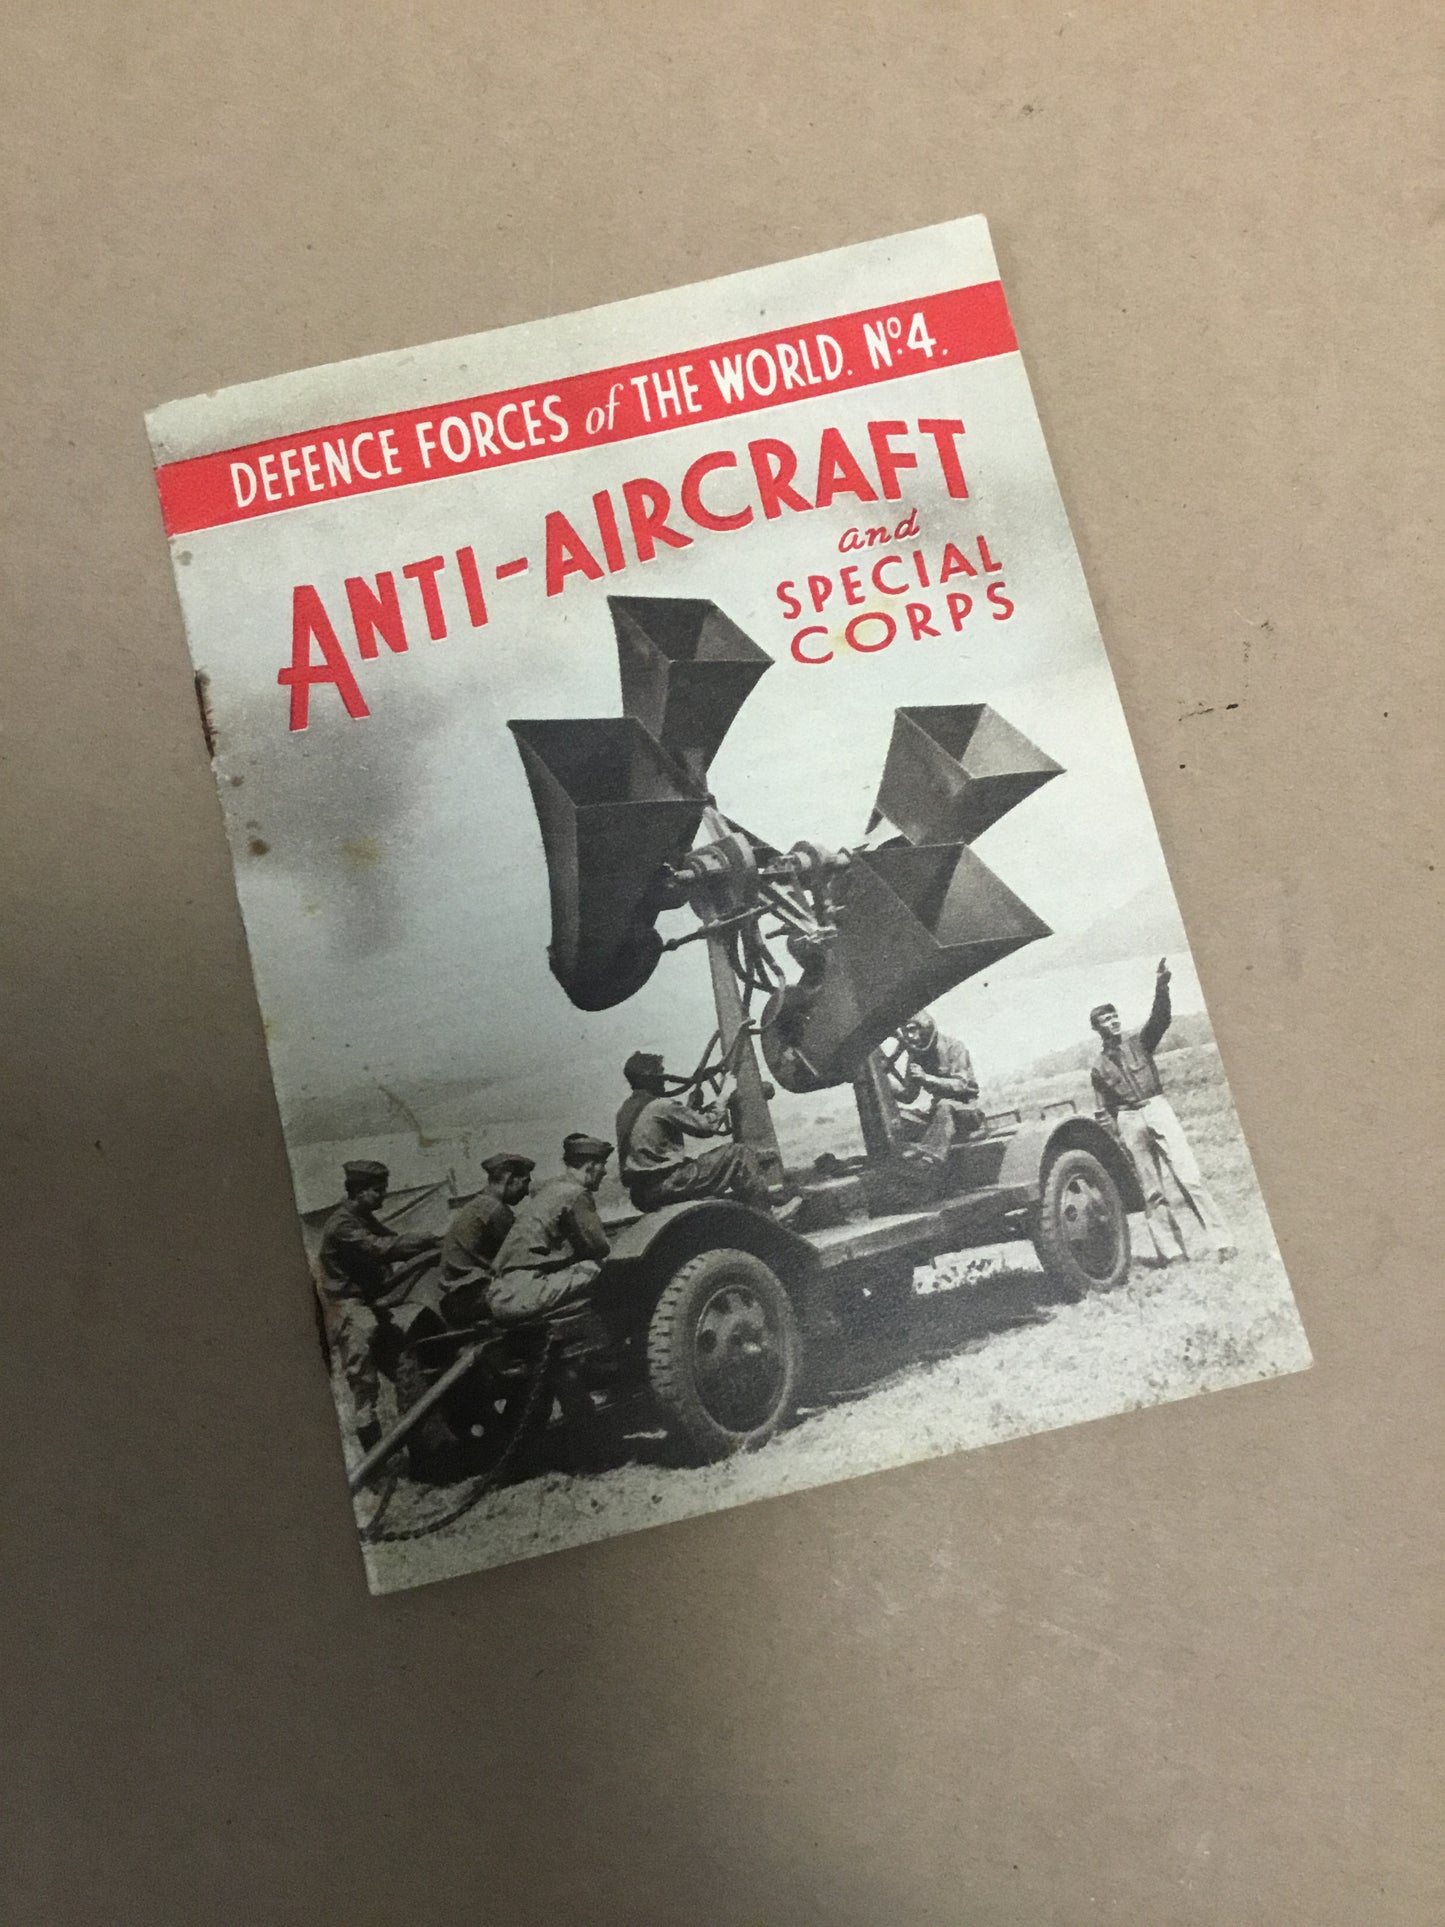 DEFENCE FORCES of THE WORLD. Nº.4.
ANTI-AIRCRAFT
and
SPECIAL
CORPS